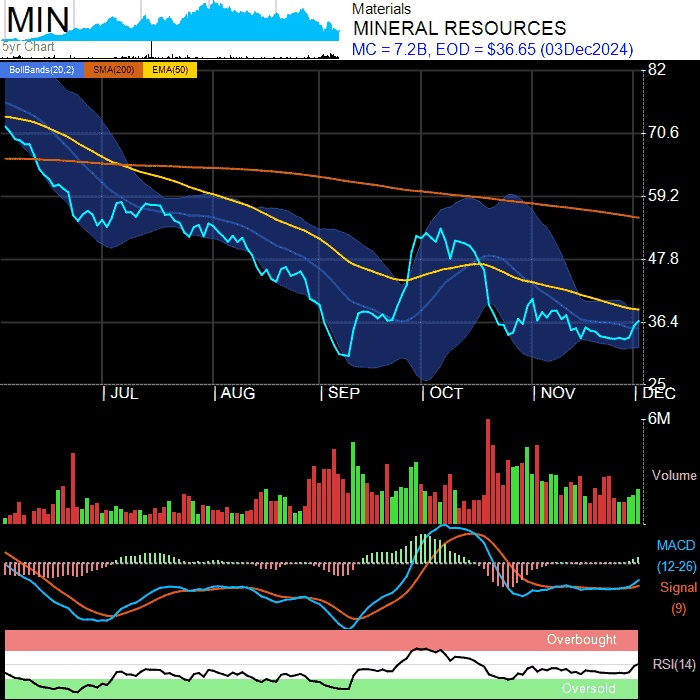 MIN
5yr Chart
Materials
MINERAL RESOURCES
MC = 7.2B, EOD = $36.65 (03Dec2024)
BollBands(20,2) SMA(200) EMA(50)
82
70.6
59.2
47.8
36.4
25
JUL AUG SEP OCT NOV DEC
6M
Volume
MACD
(12-26)
Signal
(9)
Overbought
RSI(14)
Oversold